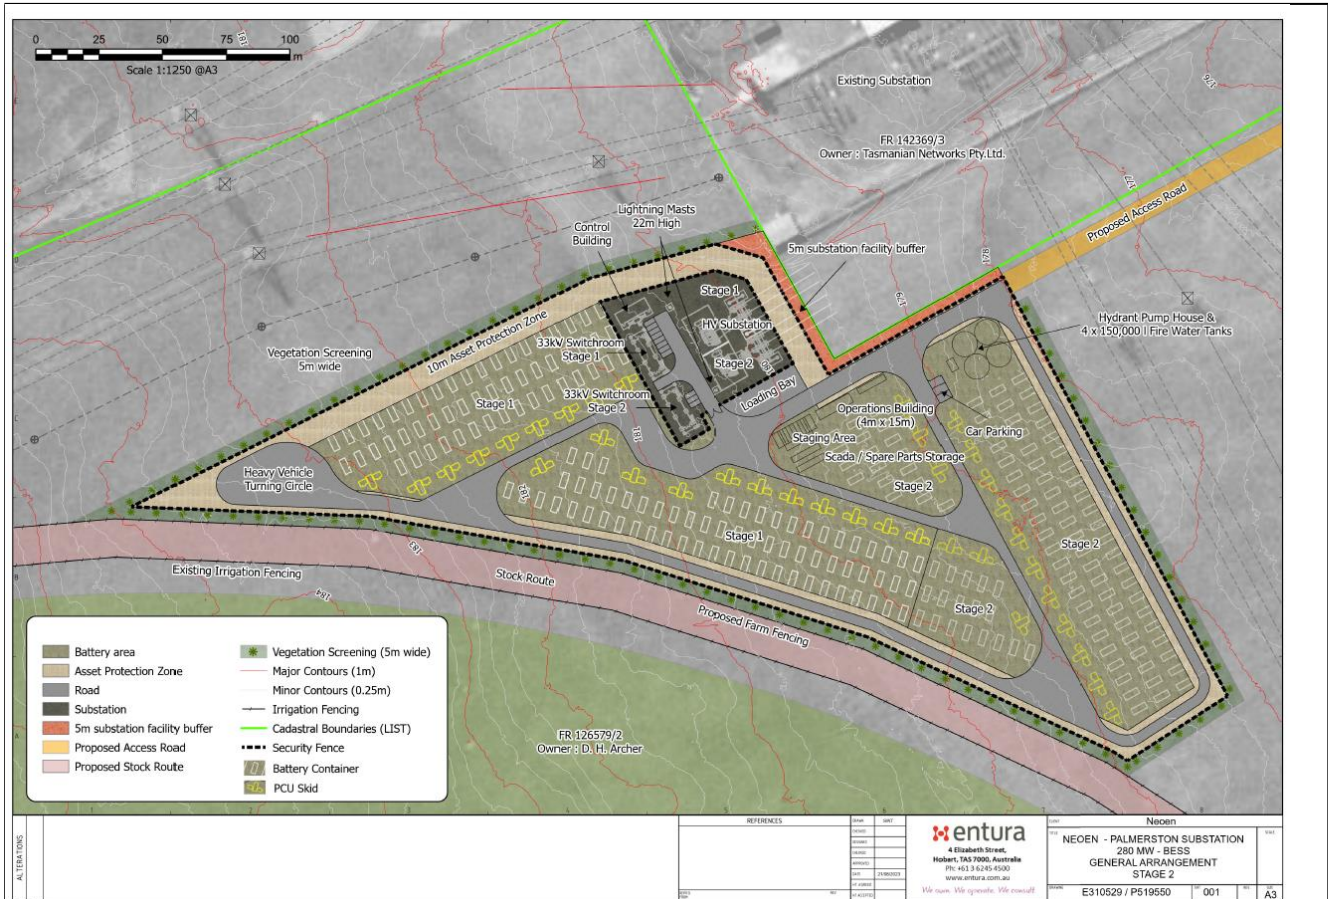 0 25 50 75 100
m
Scale 1:1250 @A3
181
176
Existing Substation
FR 142369/3
Owner : Tasmanian Networks Pty.Ltd.
177
Proposed Access Road
178
179
Lightning Masts
22m High
Control
Building
5m substation facility buffer
Stage 1
HV Substation
Stage 2
Hydrant Pump House &
4 x 150,000 l Fire Water Tanks
10m Asset Protection Zone
Vegetation Screening
5m wide
33kV Switchroom
Stage 1
33kV Switchroom
Stage 2
Loading Bay
Stage 1
181
Operations Building
(4m x 15m)
Car Parking
Staging Area
Scada / Spare Parts Storage
Stage 2
Heavy Vehicle
Turning Circle
182
Stage 1
Stage 2
Stage 2
183
184
Existing Irrigation Fencing
Stock Route
Proposed Farm Fencing
FR 126579/2
Owner : D. H. Archer
Battery area
Asset Protection Zone
Road
Substation
5m substation facility buffer
Proposed Access Road
Proposed Stock Route
Vegetation Screening (5m wide)
Major Contours (1m)
Minor Contours (0.25m)
Irrigation Fencing
Cadastral Boundaries (LIST)
Security Fence
Battery Container
PCU Skid
ALTERATIONS
REFERENCES
entura
4 Elizabeth Street,
Hobart, TAS 7000, Australia
Ph: +61 3 6245 4500
www.entura.com.au
We own. We operate. We consult
Neoen
NEOEN - PALMERSTON SUBSTATION
280 MW - BESS
GENERAL ARRANGEMENT
STAGE 2
E310529 / P519550
001
A3